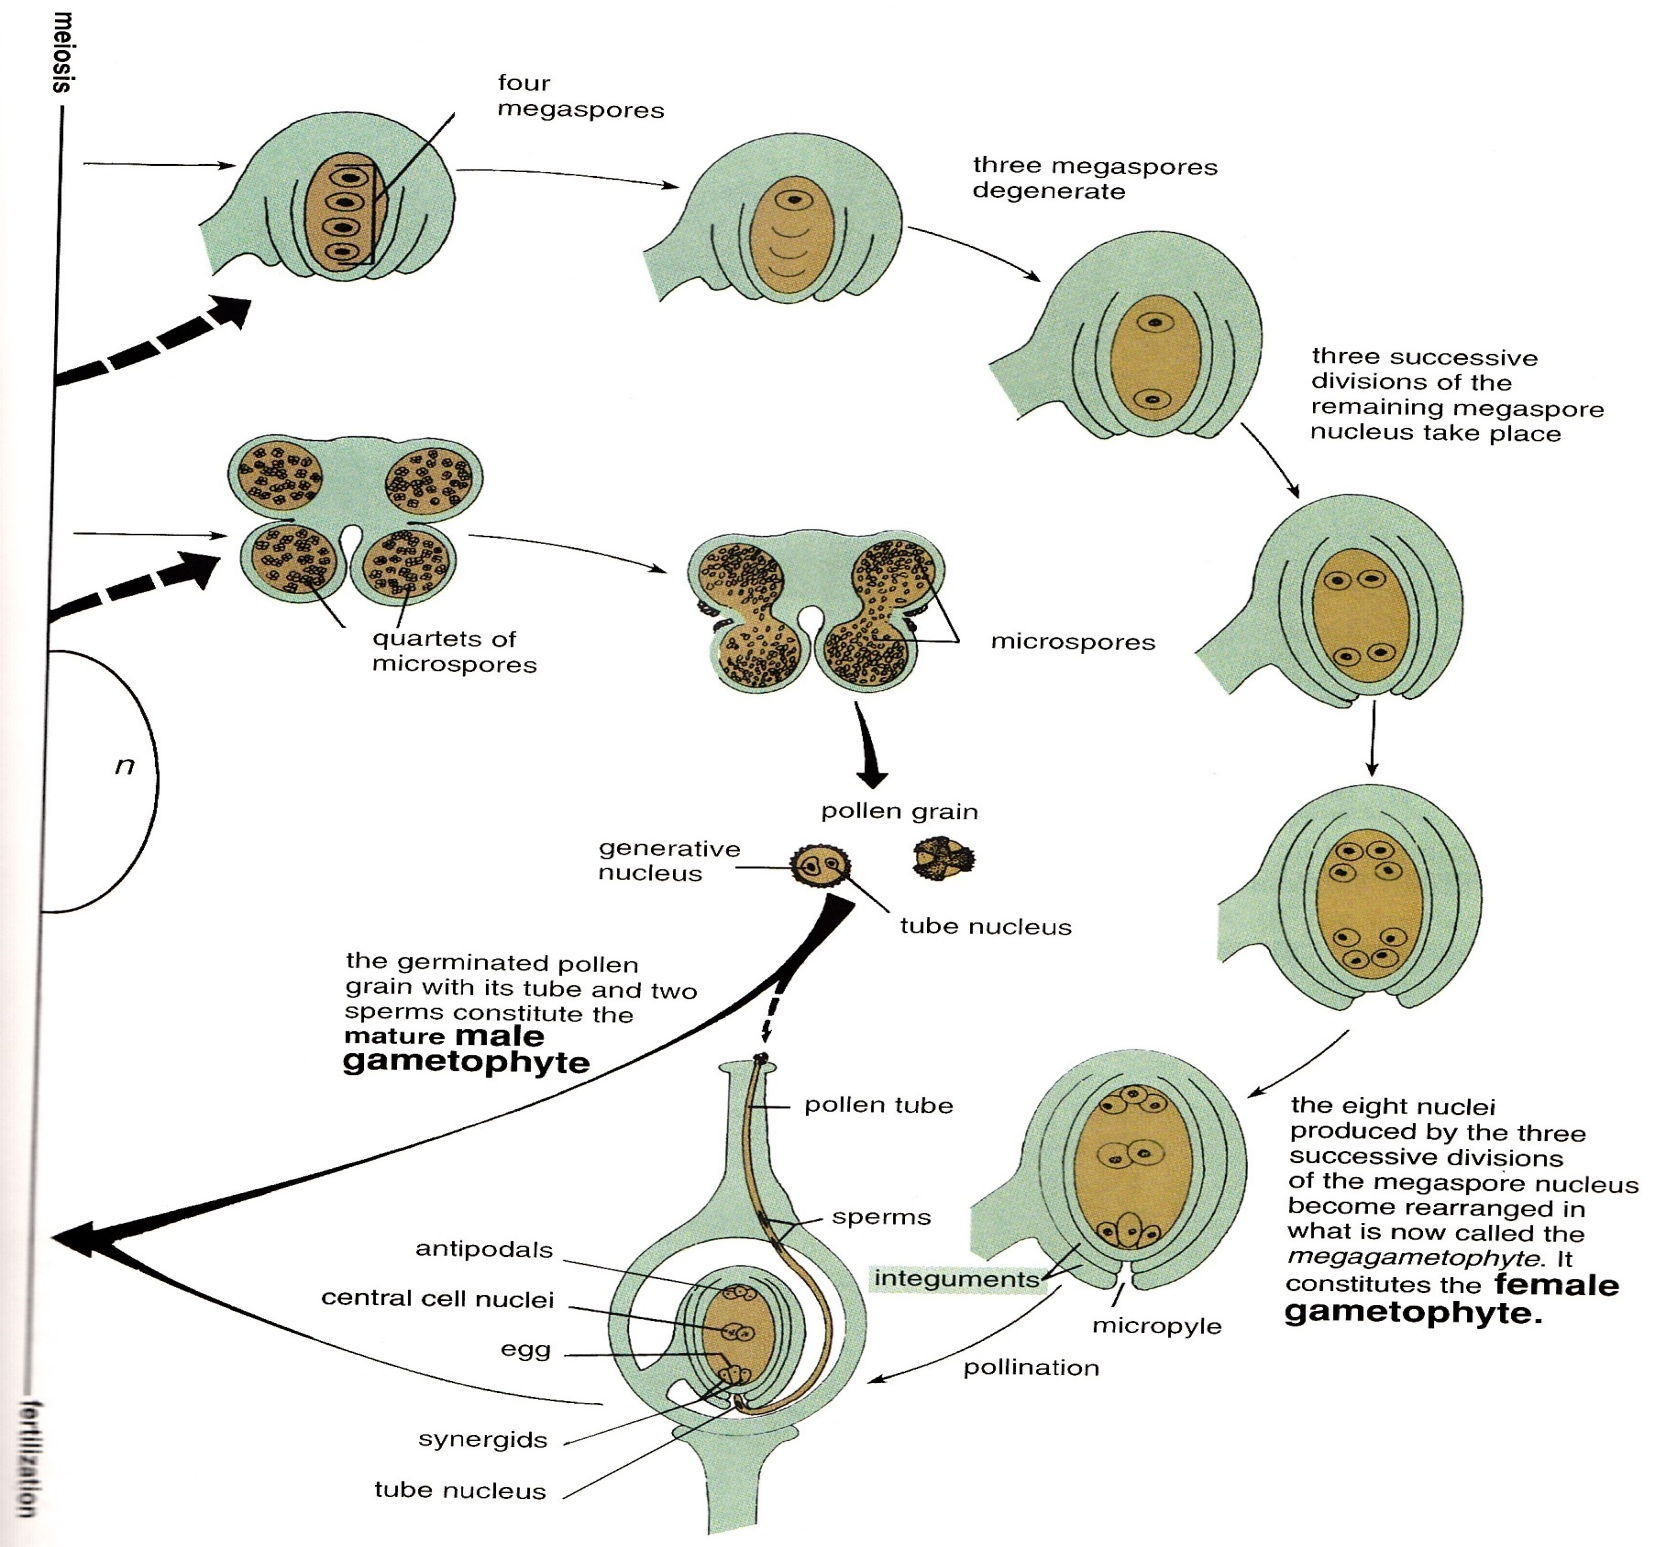 meiosis
four
megaspores
three megaspores
degenerate
three successive
divisions of the
remaining megaspore
nucleus take place
quartets of
microspores
microspores
n
pollen grain
generative
nucleus
tube nucleus
the germinated pollen
grain with its tube and two
sperms constitute the
mature male
gametophyte
pollen tube
sperms
antipodals
central cell nuclei
egg
synergids
tube nucleus
integuments
micropyle
pollination
the eight nuclei
produced by the three
successive divisions
of the megaspore nucleus
become rearranged in
what is now called the
megagametophyte. It
constitutes the female
gametophyte.
fertilization